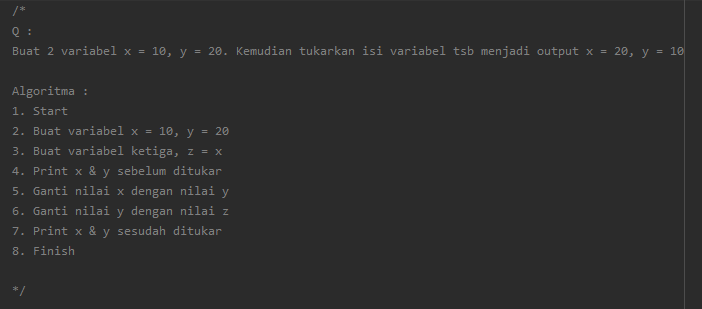 /*
Q :
Buat 2 variabel x = 10, y = 20. Kemudian tukarkan isi variabel tsb menjadi output x = 20, y = 10
Algoritma :
1. Start
2. Buat variabel x = 10, y = 20
3. Buat variabel ketiga, z = x
4. Print x & y sebelum ditukar
5. Ganti nilai x dengan nilai y
6. Ganti nilai y dengan nilai z
7. Print x & y sesudah ditukar
8. Finish
*/